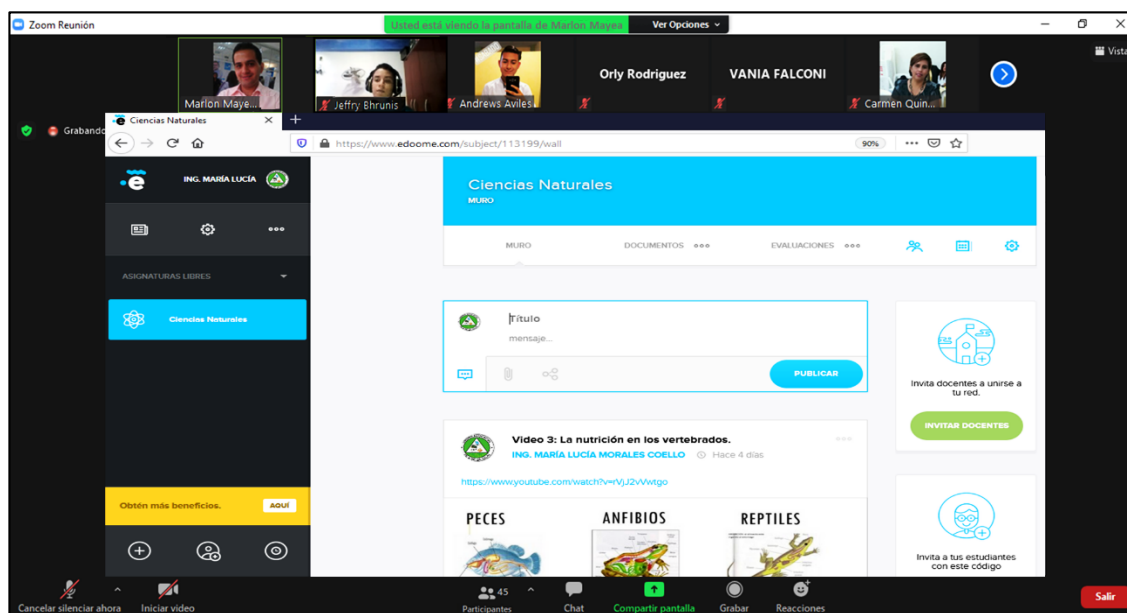 Zoom Reunión
Usted está viendo la pantalla de Marlon Mayea
Ver Opciones
Vista
Marlon Maye...
Jeffry Bhrunis
Andrews Aviles
Orly Rodriguez
VANIA FALCONI
Carmen Quin...
Grabando
Ciencias Naturales
https://www.edoome.com/subject/113199/wall
90%
ING. MARÍA LUCÍA
Ciencias Naturales
MURO
MURO
DOCUMENTOS
EVALUACIONES
ASIGNATURAS LIBRES
Ciencias Naturales
Título
mensaje...
PUBLICAR
Invita docentes a unirse a
tu red.
INVITAR DOCENTES
Video 3: La nutrición en los vertebrados.
ING. MARÍA LUCÍA MORALES COELLO Hace 4 días
https://www.youtube.com/watch?v=rVjJ2vVwtgo
PECES
ANFIBIOS
REPTILES
Obtén más beneficios.
AQUÍ
Invita a tus estudiantes
con este código
Cancelar silenciar ahora
Iniciar video
45
Participantes
Chat
Compartir pantalla
Grabar
Reacciones
Salir